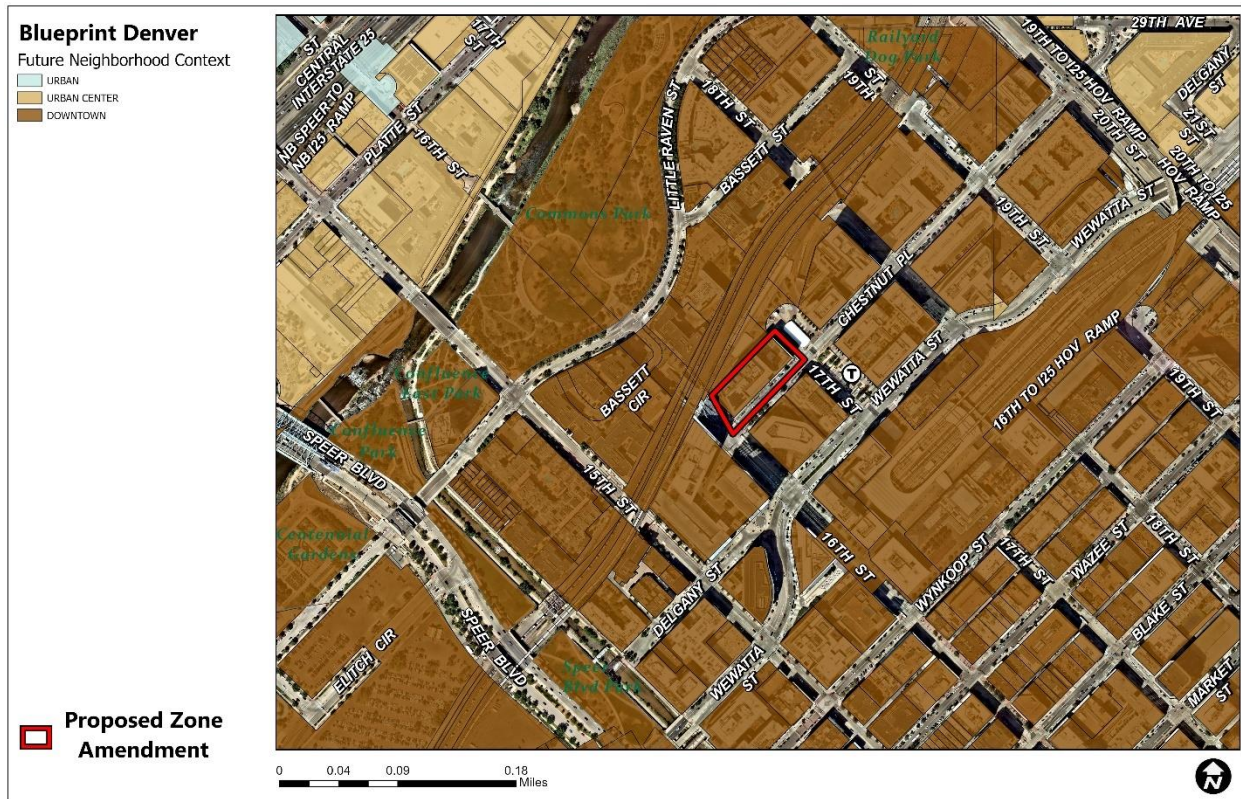 Blueprint Denver
Future Neighborhood Context
URBAN
URBAN CENTER
DOWNTOWN
Proposed Zone
Amendment
17TH
ST
ST
CENTRAL
INTERSTATE 25
NB SPEER TO
NB I25 RAMP
PLATTE ST
16TH ST
Commons Park
LITTLE RAVEN ST
18TH ST
BASSETT ST
Railyard
Dog Park
19TH
ST
19TH TO I25 HOV RAMP
20TH ST
29TH AVE
DELGANY
ST
21ST
ST
20TH TO I25
HOV RAMP
19TH ST
WEWATTA ST
CHESTNUT PL
T
17TH ST
WEWATTA ST
16TH TO I25 HOV RAMP
19TH ST
BASSETT
CIR
Confluence
East Park
Confluence
Park
SPEER BLVD
15TH ST
Centennial
Gardens
SPEER BLVD
ELITCH CIR
DELGANY ST
16TH ST
WYNKOOP ST
17TH ST
WAZEE ST
18TH ST
BLAKE ST
MARKET
ST
Speer
Blvd Park
WEWATTA
ST
0 0.04 0.09 0.18
Miles